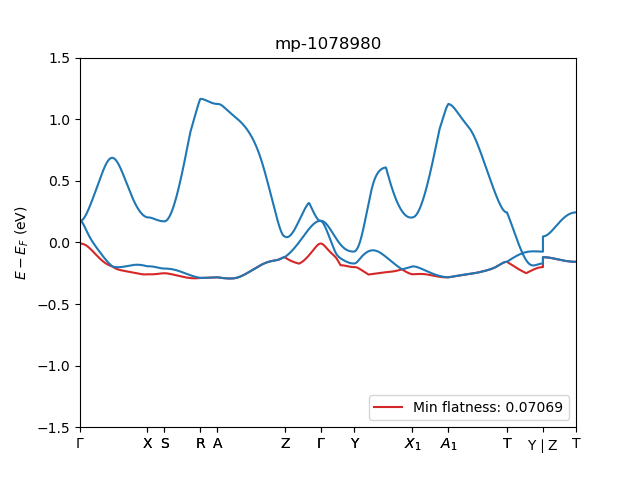 mp-1078980
E − E_F (eV)
1.5
1.0
0.5
0.0
−0.5
−1.0
−1.5
Min flatness: 0.07069
Γ X S R A Z Γ Y X₁ A₁ T Y | Z T